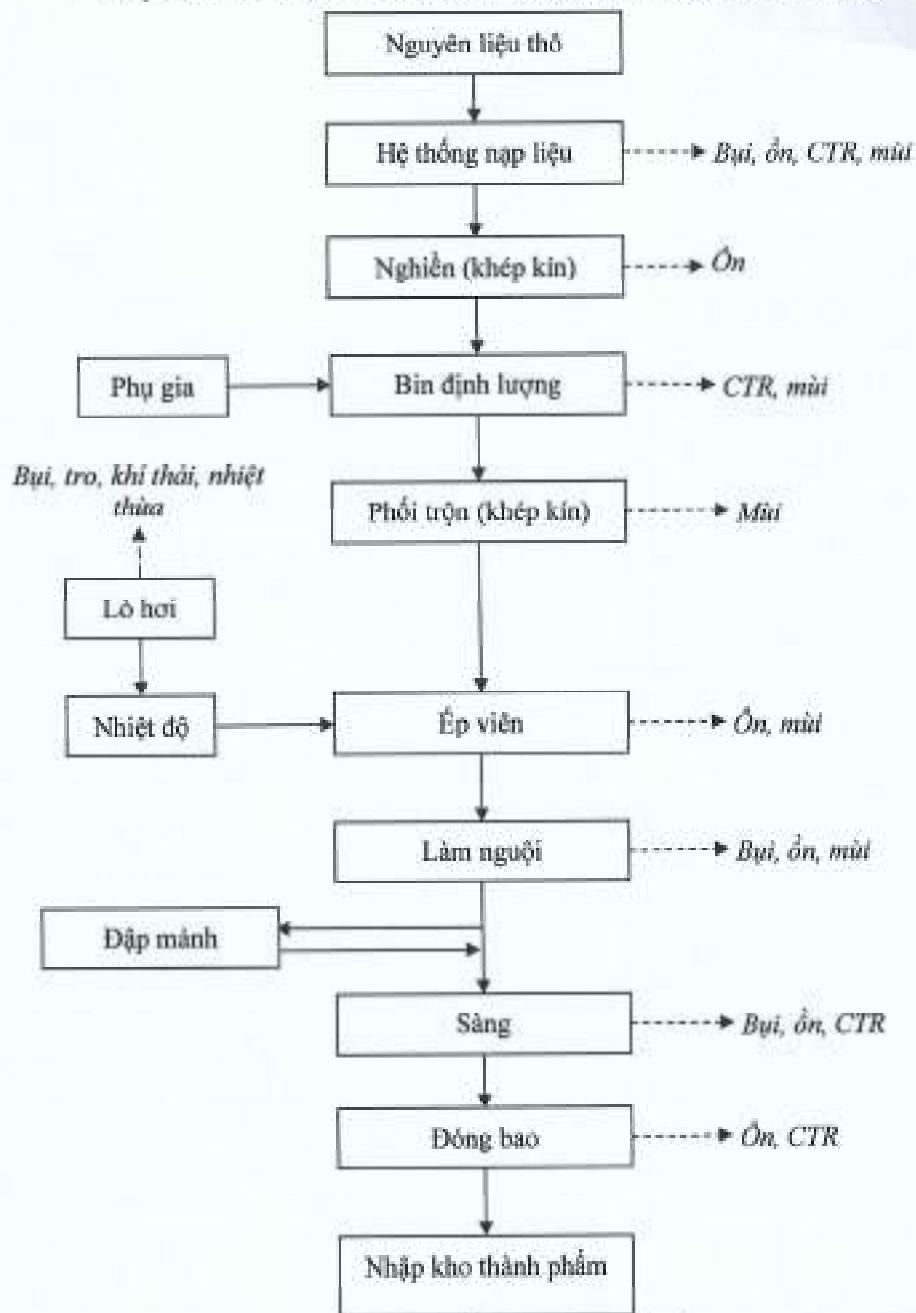 Nguyên liệu thô
Hệ thống nạp liệu
Bụi, ồn, CTR, mùi
Nghiền (khép kín)
Ồn
Phụ gia
Bin định lượng
CTR, mùi
Bụi, tro, khí thải, nhiệt
thừa
Phối trộn (khép kín)
Mùi
Lò hơi
Nhiệt độ
Ép viên
Ồn, mùi
Làm nguội
Bụi, ồn, mùi
Đập mảnh
Sàng
Bụi, ồn, CTR
Đóng bao
Ồn, CTR
Nhập kho thành phẩm